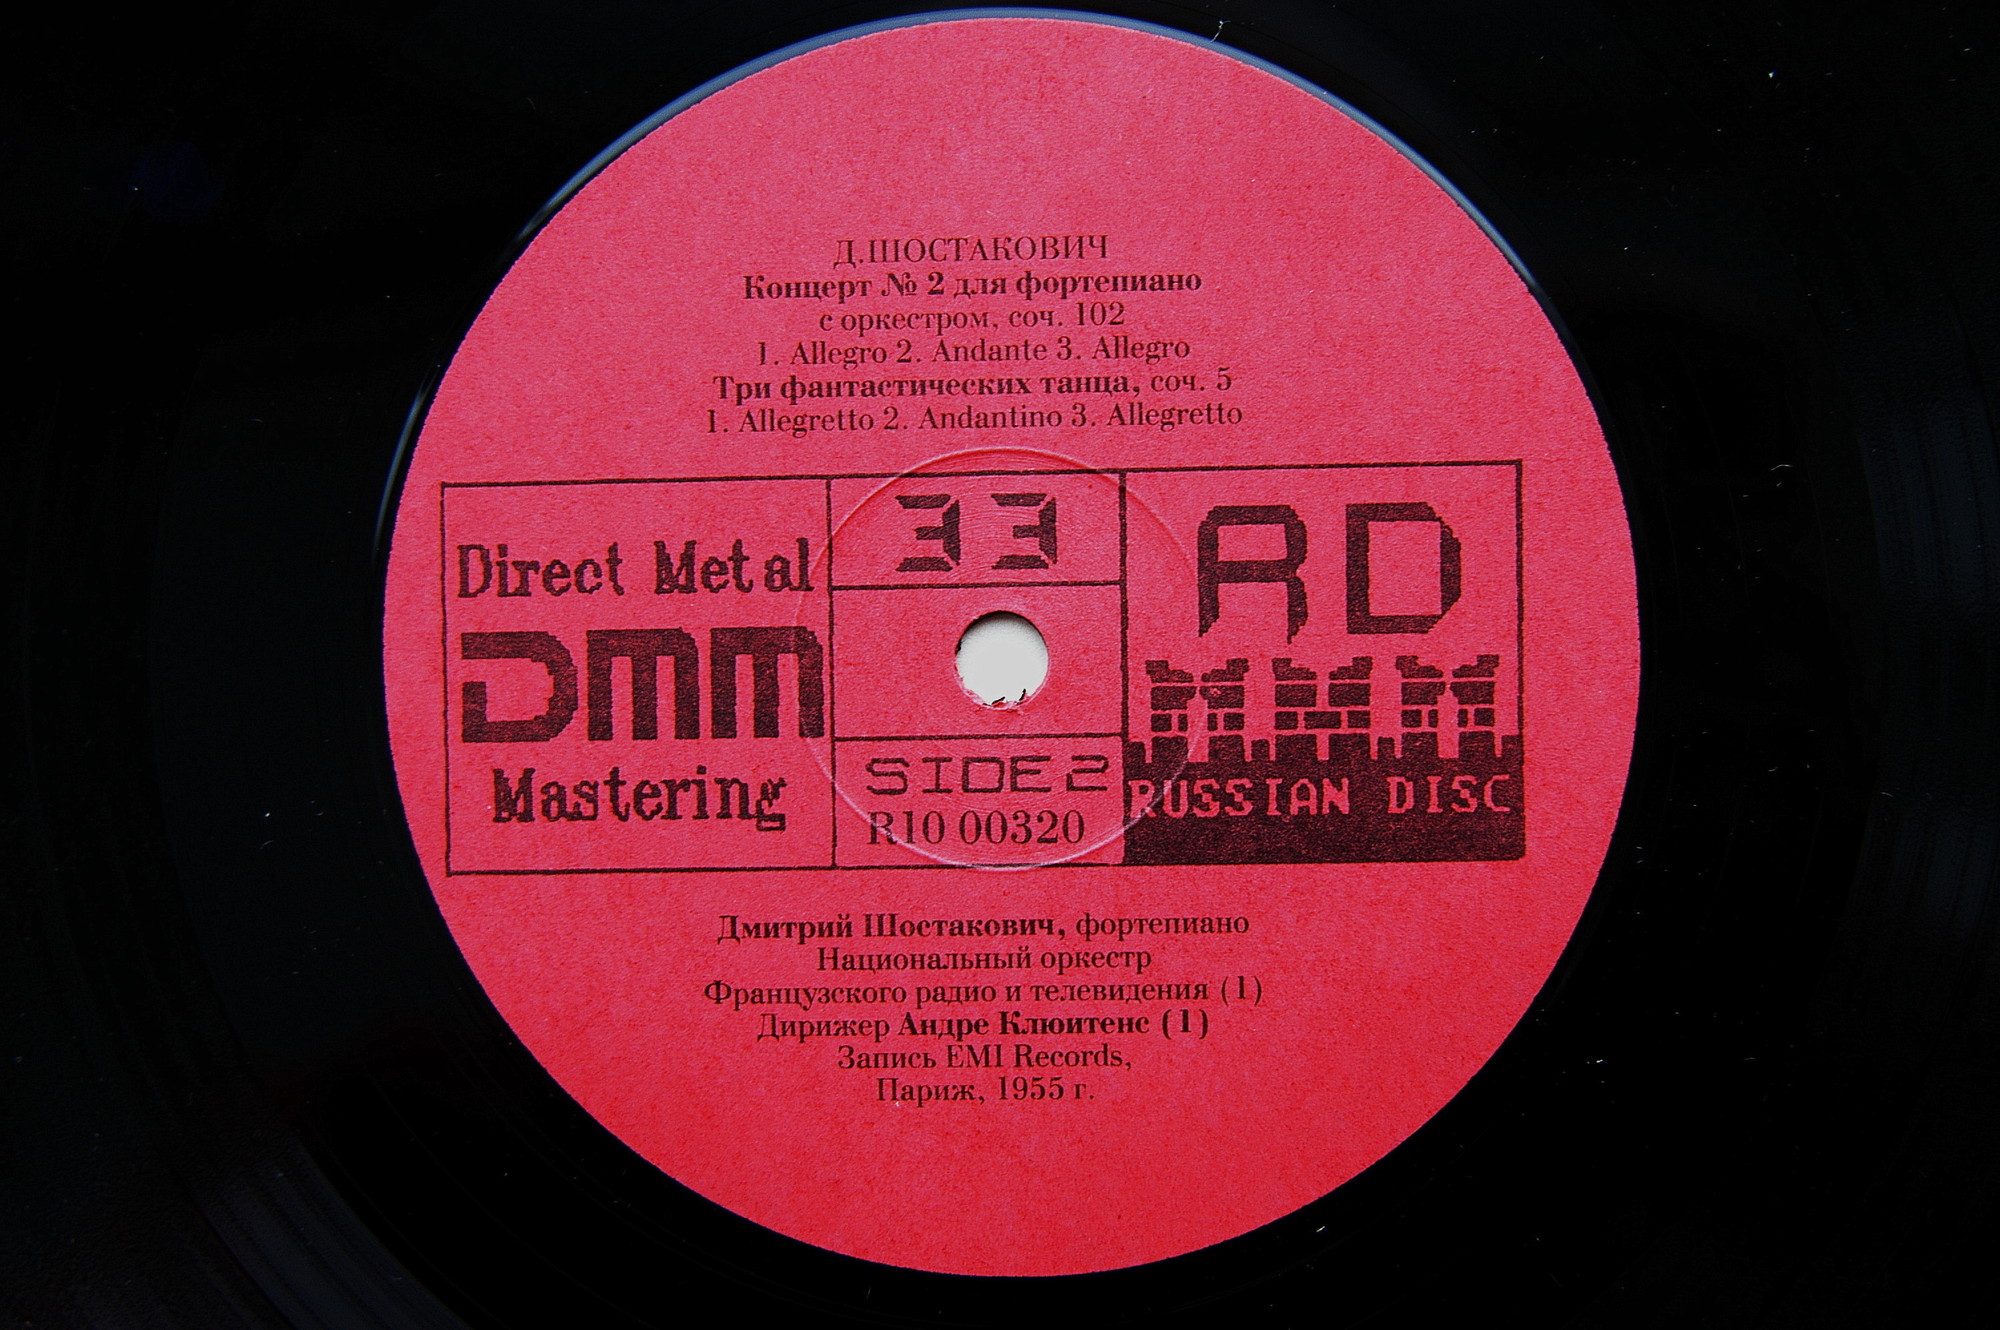 Д.ШОСТАКОВИЧ
Концерт № 2 для фортепиано
с оркестром, соч. 102
1. Allegro 2. Andante 3. Allegro
Три фантастических танца, соч. 5
1. Allegretto 2. Andantino 3. Allegretto
Direct Metal
DMM
Mastering
33
SIDE 2
R10 00320
RD
RUSSIAN DISC
Дмитрий Шостакович, фортепиано
Национальный оркестр
Французского радио и телевидения (1)
Дирижер Андре Клюитенс (1)
Запись EMI Records,
Париж, 1955 г.